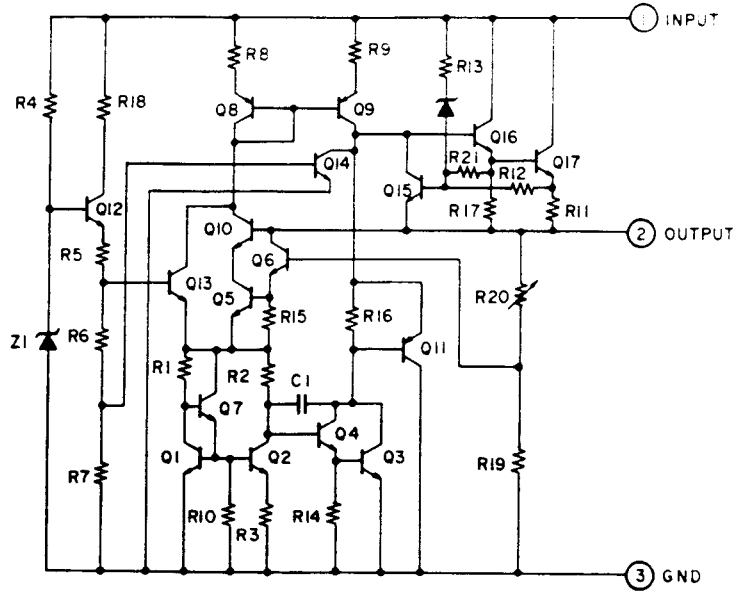 1 INPUT
R8
R9
R13
R4
R18
Q8
Q9
Q16
Q14
R21
Q17
R12
Q15
Q12
R17
R11
Q10
2 OUTPUT
R5
Q6
Q13
Q5
R20
R15
R16
Z1
R6
Q11
R1
R2
C1
Q7
Q4
Q1
Q2
Q3
R7
R19
R10
R3
R14
3 GND